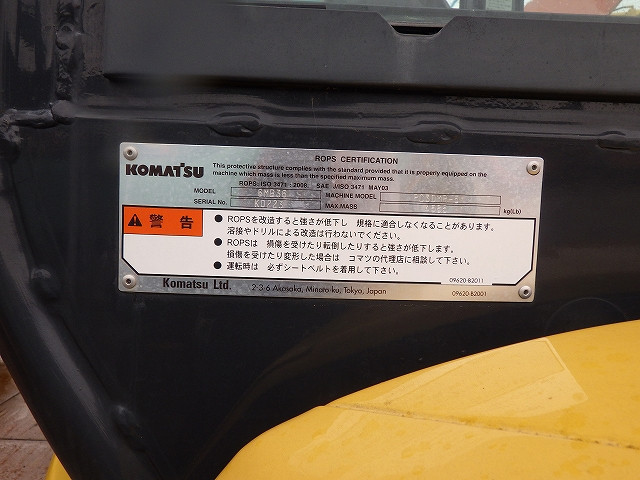 ROPS CERTIFICATION
KOMATSU
This protective structure complies with the standard provided that it is properly equipped on the
machine which mass is less than the specified maximum mass.
ROPS: ISO 3471 : 2008 SAE J/ISO 3471 MAY03
MODEL MACHINE MODEL
SERIAL No. MAX.MASS kg(Lb)
警告
● ROPSを改造すると強さが低下し 規格に適合しなくなることがあります。
溶接やドリルによる改造は行わないでください。
● ROPSは 損傷を受けたり転倒したりすると強さが低下します。
損傷を受けたり変形した場合は コマツの代理店に相談して下さい。
● 運転時は 必ずシートベルトを着用して下さい。
09620-B2011
Komatsu Ltd. 2-3-6 Akasaka, Minato-ku, Tokyo, Japan 09620-B2001